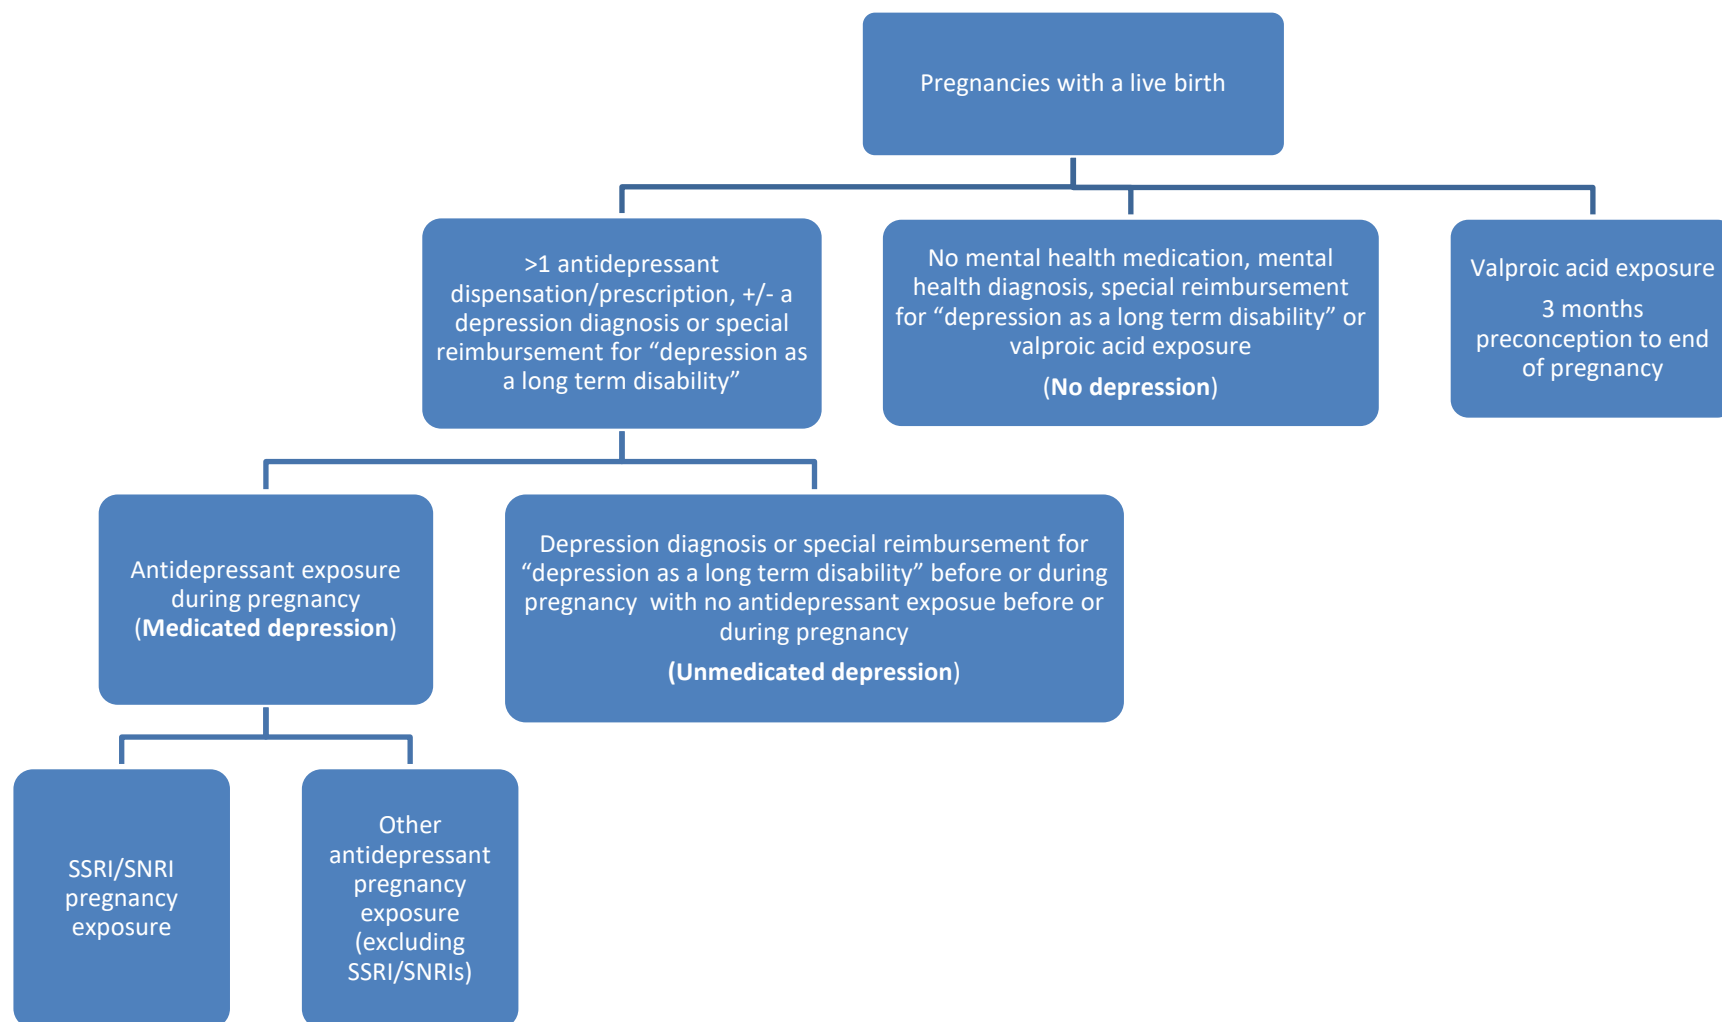 Pregnancies with a live birth
>1 antidepressant
dispensation/prescription, +/- a
depression diagnosis or special
reimbursement for “depression as
a long term disability”
No mental health medication, mental
health diagnosis, special reimbursement
for “depression as a long term disability” or
valproic acid exposure
(No depression)
Valproic acid exposure
3 months
preconception to end
of pregnancy
Antidepressant exposure
during pregnancy
(Medicated depression)
Depression diagnosis or special reimbursement for
“depression as a long term disability” before or during
pregnancy  with no antidepressant exposue before or
during pregnancy
(Unmedicated depression)
SSRI/SNRI
pregnancy
exposure
Other
antidepressant
pregnancy
exposure
(excluding
SSRI/SNRIs)